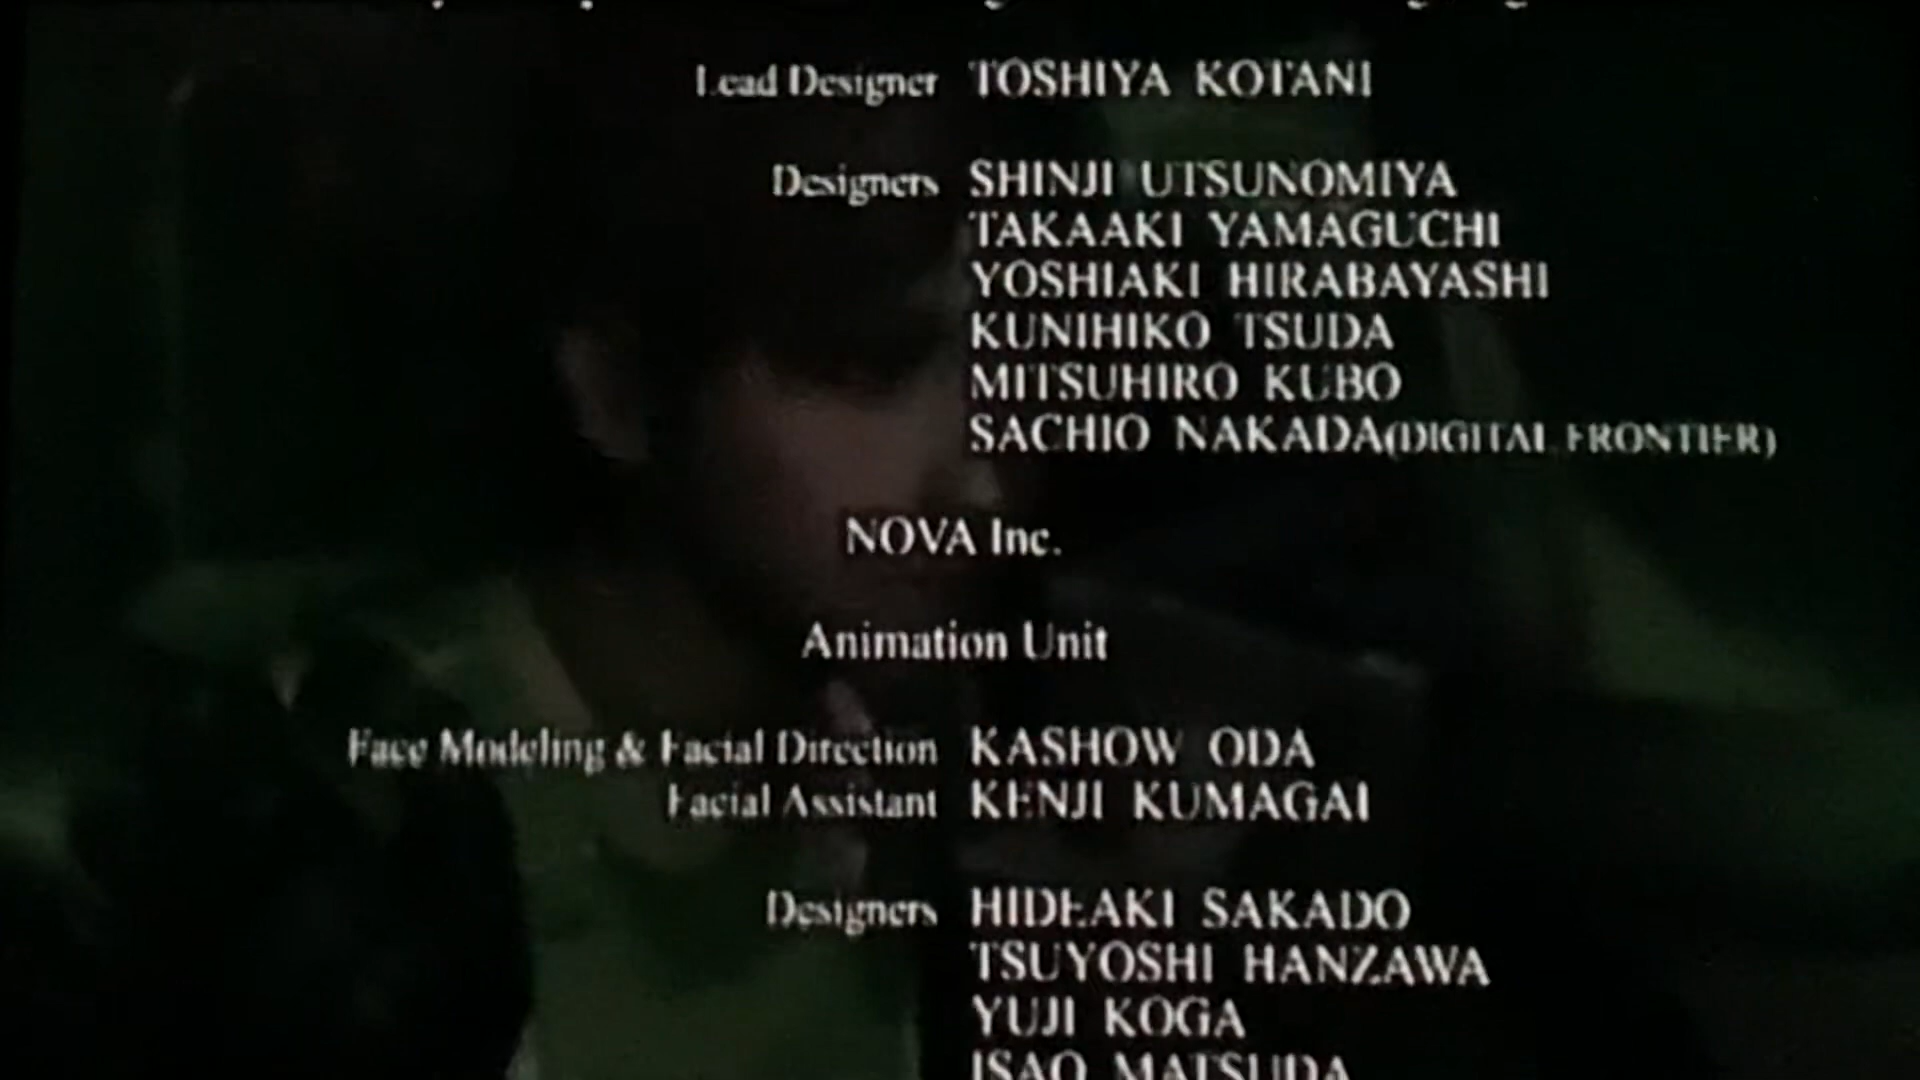 Lead Designer TOSHIYA KOTANI
Designers SHINJI UTSUNOMIYA
TAKAAKI YAMAGUCHI
YOSHIAKI HIRABAYASHI
KUNIHIKO TSUDA
MITSUHIRO KUBO
SACHIO NAKADA(DIGITAL FRONTIER)
NOVA Inc.
Animation Unit
Face Modeling & Facial Direction KASHOW ODA
Facial Assistant KENJI KUMAGAI
Designers HIDEAKI SAKADO
TSUYOSHI HANZAWA
YUJI KOGA
ISAO MATSUDA